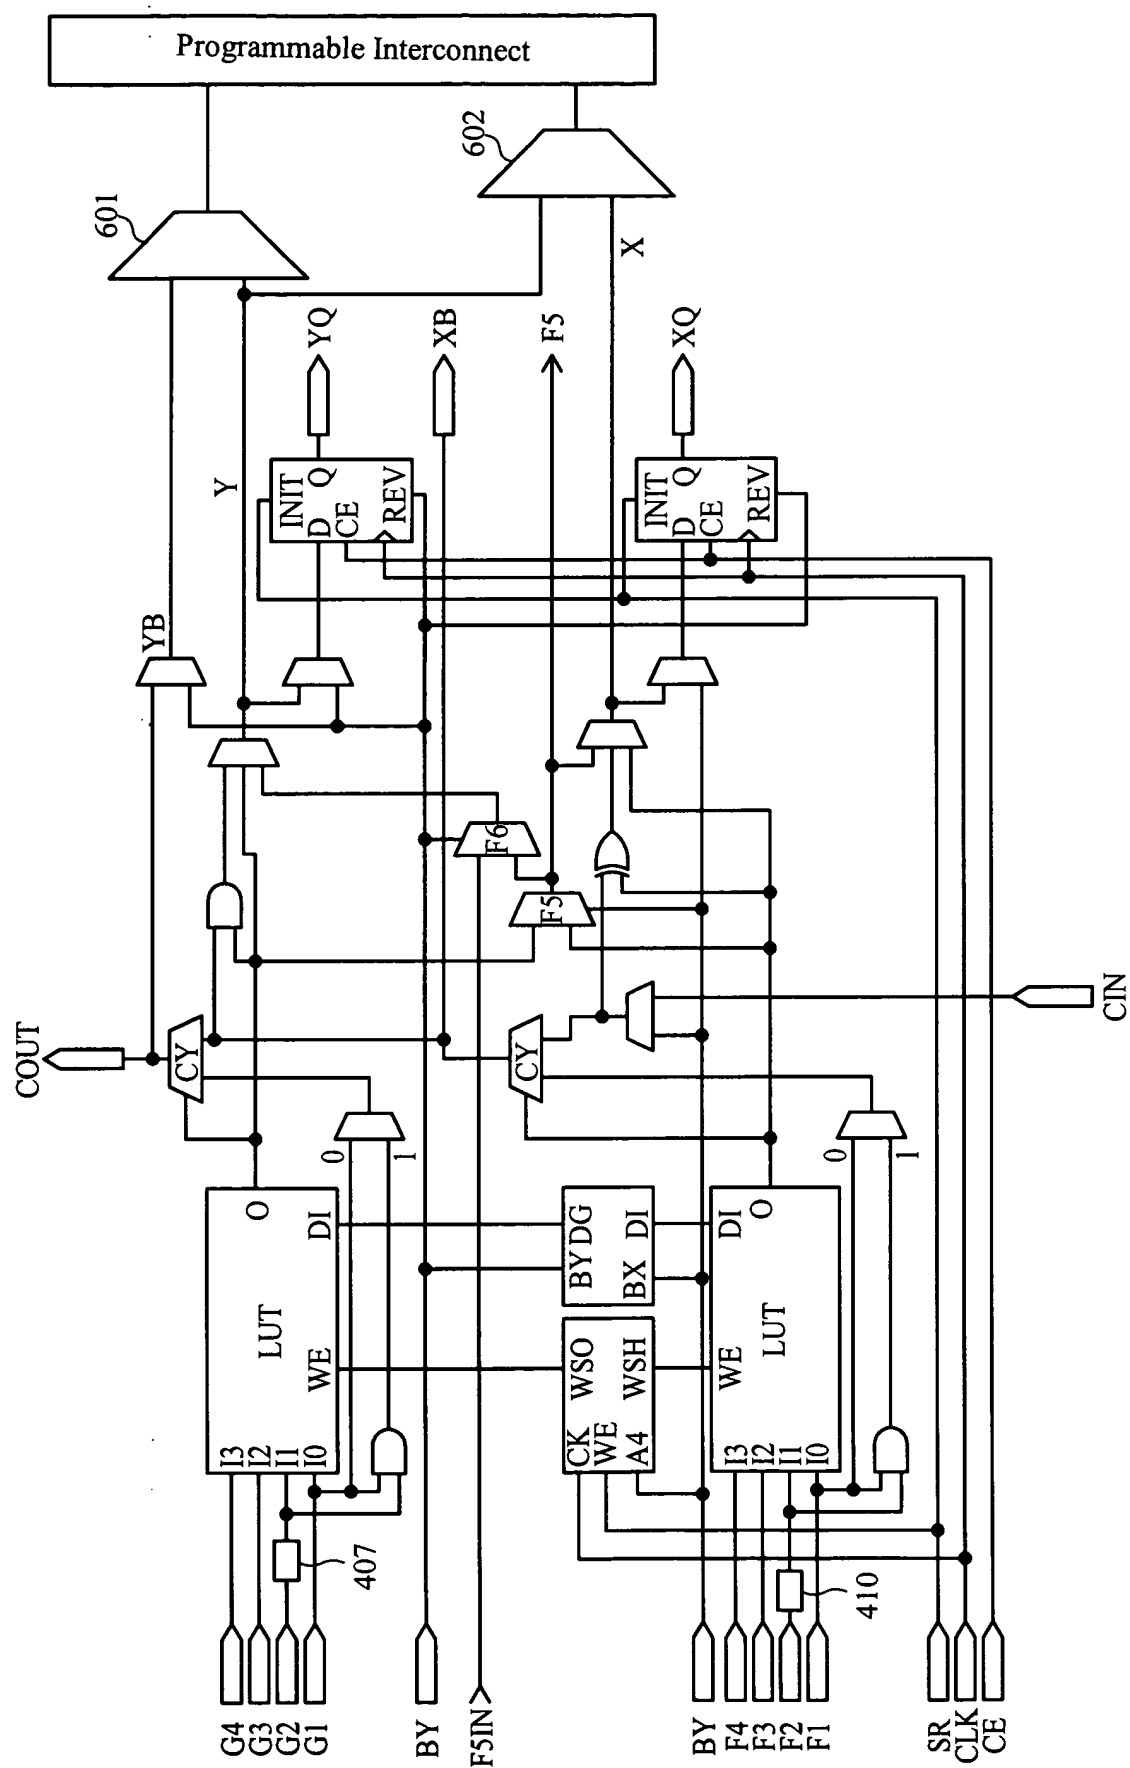 Programmable Interconnect
601
602
X
YQ
XB
F5
XQ
Y
YB
INIT
D Q
CE
REV
INIT
D Q
CE
REV
F6
F5
COUT
CY
CY
CIN
0
1
0
1
O
DI
LUT
WE
I3
I2
I1
I0
BY DG
BX DI
WSO
WSH
CK
WE
A4
DI
O
LUT
WE
I3
I2
I1
I0
407
410
G4
G3
G2
G1
BY
F5IN
BY
F4
F3
F2
F1
SR
CLK
CE